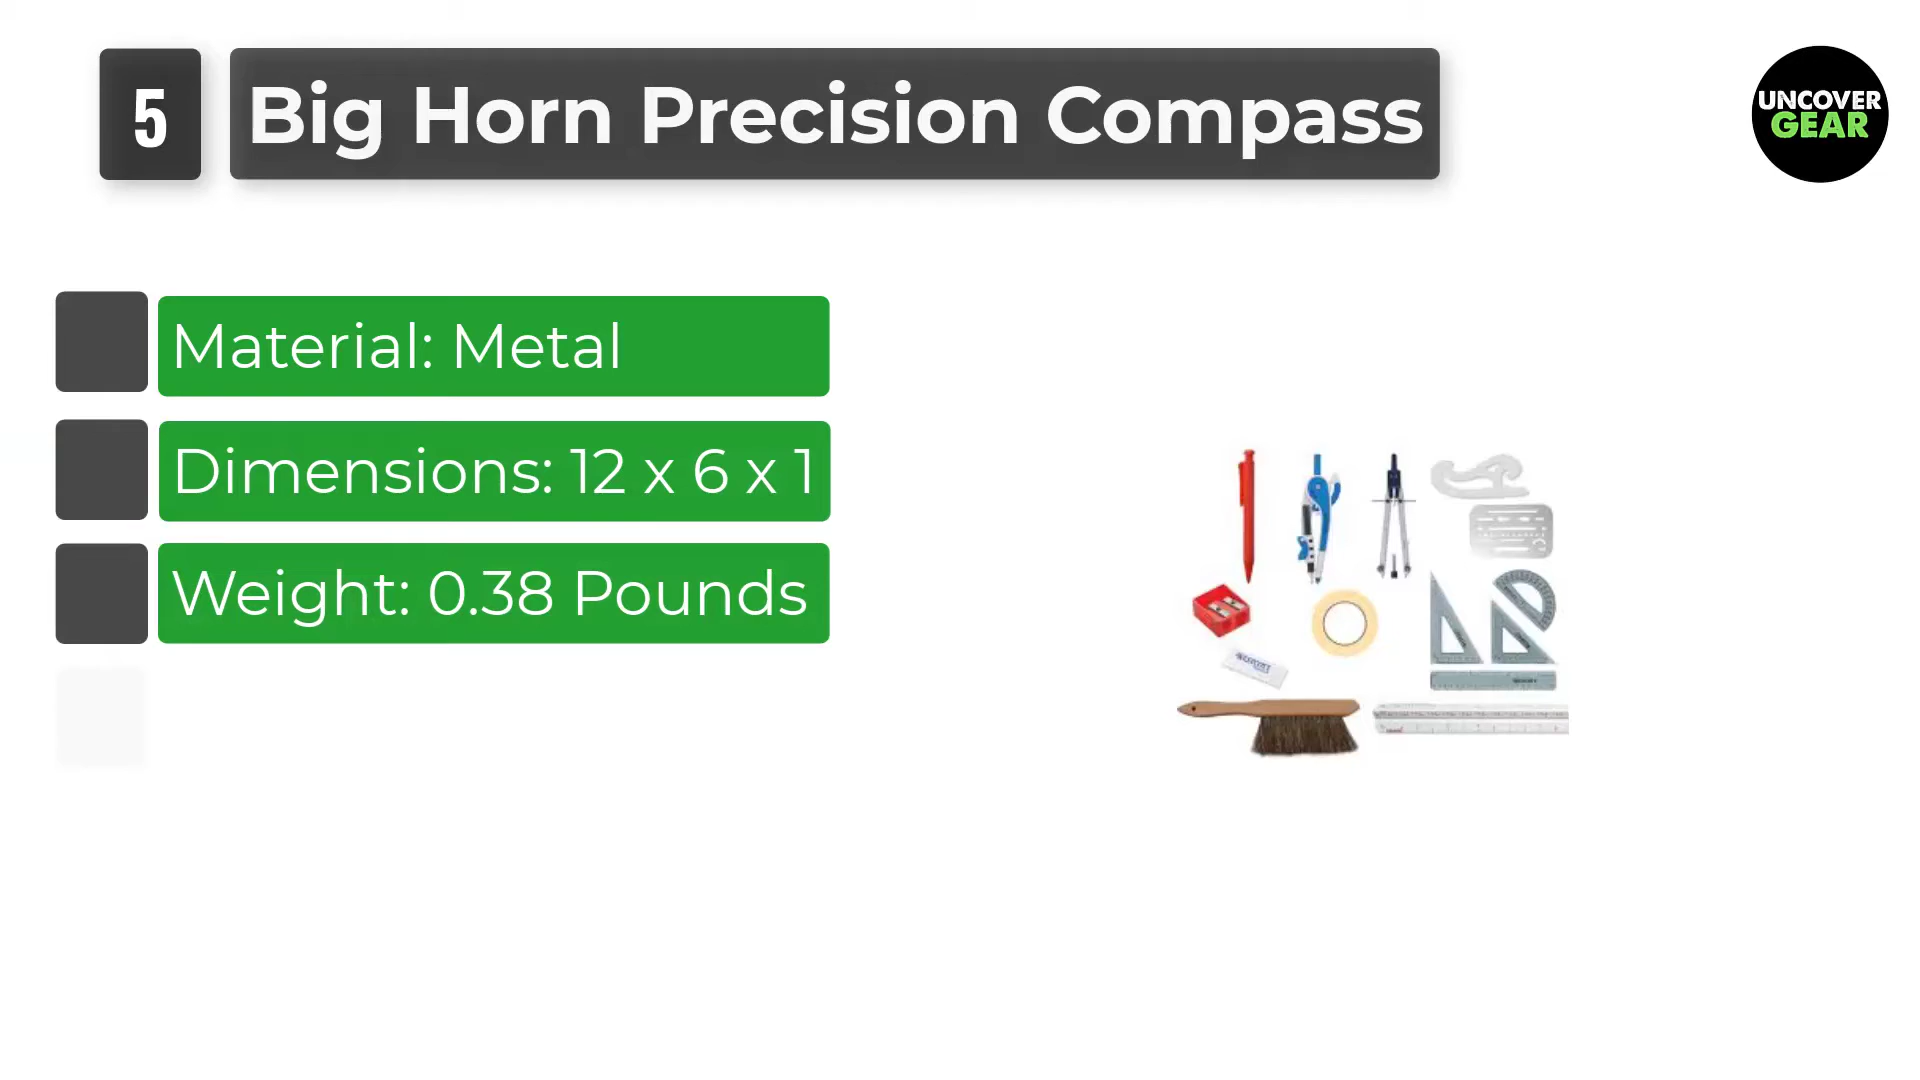 5
Big Horn Precision Compass
UNCOVER
GEAR
Material: Metal
Dimensions: 12 x 6 x 1
Weight: 0.38 Pounds